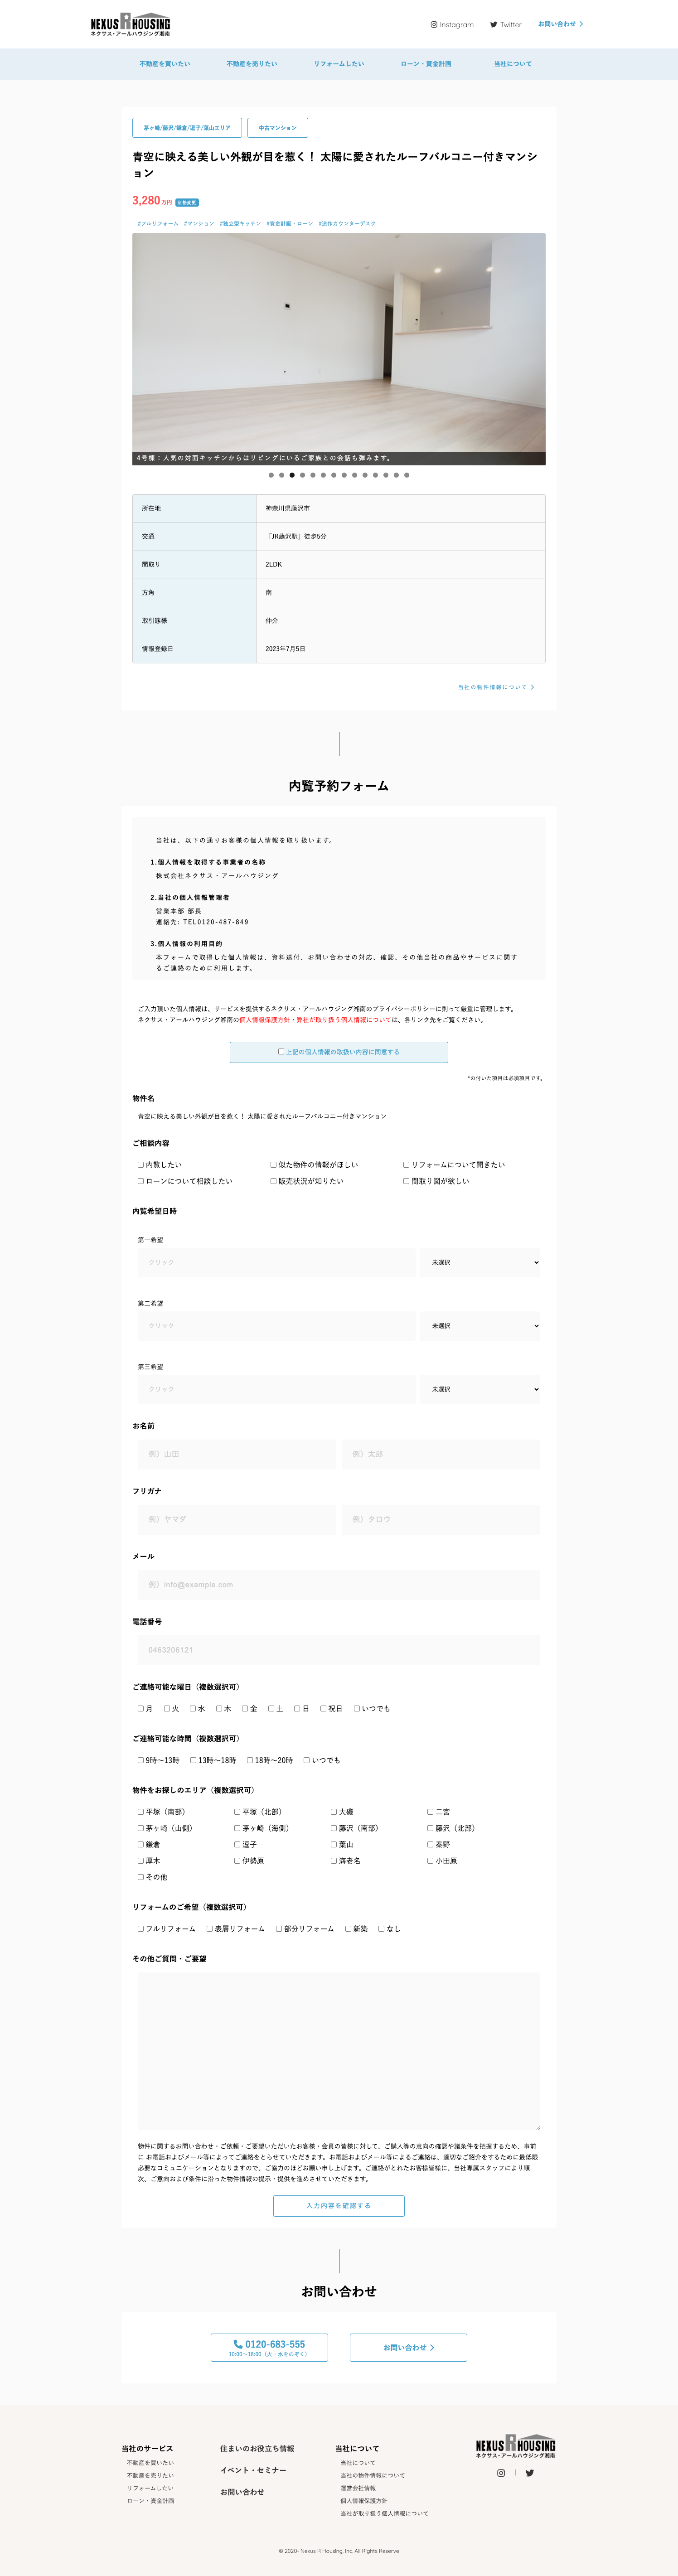 NEXUS R HOUSING
ネクサス・アールハウジング湘南
Instagram
Twitter
お問い合わせ
不動産を買いたい
不動産を売りたい
リフォームしたい
ローン・資金計画
当社について
茅ヶ崎/藤沢/鎌倉/逗子/葉山エリア
中古マンション
青空に映える美しい外観が目を惹く！ 太陽に愛されたルーフバルコニー付きマンシ
ョン
3,280万円 価格変更
#フルリフォーム #マンション #独立型キッチン #資金計画・ローン #造作カウンターデスク
4号棟：人気の対面キッチンからはリビングにいるご家族との会話も弾みます。
所在地
神奈川県藤沢市
交通
「JR藤沢駅」徒歩5分
間取り
2LDK
方角
南
取引態様
仲介
情報登録日
2023年7月5日
当社の物件情報について
内覧予約フォーム
当社は、以下の通りお客様の個人情報を取り扱います。
1.個人情報を取得する事業者の名称
株式会社ネクサス・アールハウジング
2.当社の個人情報管理者
営業本部 部長
連絡先: TEL0120-487-849
3.個人情報の利用目的
本フォームで取得した個人情報は、資料送付、お問い合わせの対応、確認、その他当社の商品やサービスに関す
るご連絡のために利用します。
ご入力頂いた個人情報は、サービスを提供するネクサス・アールハウジング湘南のプライバシーポリシーに則って厳重に管理します。
ネクサス・アールハウジング湘南の個人情報保護方針・弊社が取り扱う個人情報については、各リンク先をご覧ください。
上記の個人情報の取扱い内容に同意する
*の付いた項目は必須項目です。
物件名
青空に映える美しい外観が目を惹く！ 太陽に愛されたルーフバルコニー付きマンション
ご相談内容
内覧したい
似た物件の情報がほしい
リフォームについて聞きたい
ローンについて相談したい
販売状況が知りたい
間取り図が欲しい
内覧希望日時
第一希望
クリック
未選択
第二希望
クリック
未選択
第三希望
クリック
未選択
お名前
例）山田
例）太郎
フリガナ
例）ヤマダ
例）タロウ
メール
例）info@example.com
電話番号
0463206121
ご連絡可能な曜日（複数選択可）
月 火 水 木 金 土 日 祝日 いつでも
ご連絡可能な時間（複数選択可）
9時〜13時 13時〜18時 18時〜20時 いつでも
物件をお探しのエリア（複数選択可）
平塚（南部） 平塚（北部） 大磯 二宮
茅ヶ崎（山側） 茅ヶ崎（海側） 藤沢（南部） 藤沢（北部）
鎌倉 逗子 葉山 秦野
厚木 伊勢原 海老名 小田原
その他
リフォームのご希望（複数選択可）
フルリフォーム 表層リフォーム 部分リフォーム 新築 なし
その他ご質問・ご要望
物件に関するお問い合わせ・ご依頼・ご要望いただいたお客様・会員の皆様に対して、ご購入等の意向の確認や諸条件を把握するため、事前
に お電話およびメール等によってご連絡をとらせていただきます。お電話およびメール等によるご連絡は、適切なご紹介をするために最低限
必要なコミュニケーションとなりますので、ご協力のほどお願い申し上げます。ご連絡がとれたお客様皆様に、当社専属スタッフにより順
次、ご意向および条件に沿った物件情報の提示・提供を進めさせていただきます。
入力内容を確認する
お問い合わせ
0120-683-555
10:00〜18:00（火・水をのぞく）
お問い合わせ
当社のサービス
不動産を買いたい
不動産を売りたい
リフォームしたい
ローン・資金計画
住まいのお役立ち情報
イベント・セミナー
お問い合わせ
当社について
当社について
当社の物件情報について
運営会社情報
個人情報保護方針
当社が取り扱う個人情報について
NEXUS R HOUSING
ネクサス・アールハウジング湘南
© 2020- Nexus R Housing, Inc. All Rights Reserve